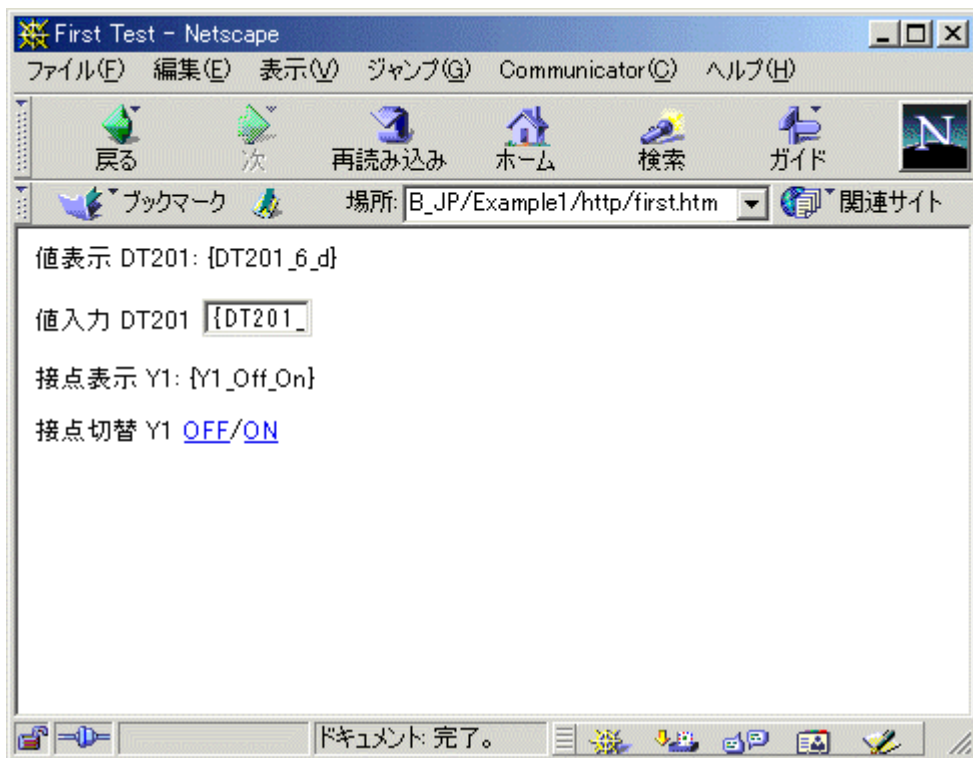 First Test - Netscape
ファイル(F) 編集(E) 表示(V) ジャンプ(G) Communicator(C) ヘルプ(H)
戻る 次 再読み込み ホーム 検索 ガイド N
ブックマーク 場所: B_JP/Example1/http/first.htm 関連サイト
値表示 DT201: {DT201_6_d}
値入力 DT201 {DT201_
接点表示 Y1: {Y1_Off_On}
接点切替 Y1 OFF/ON
ドキュメント: 完了。